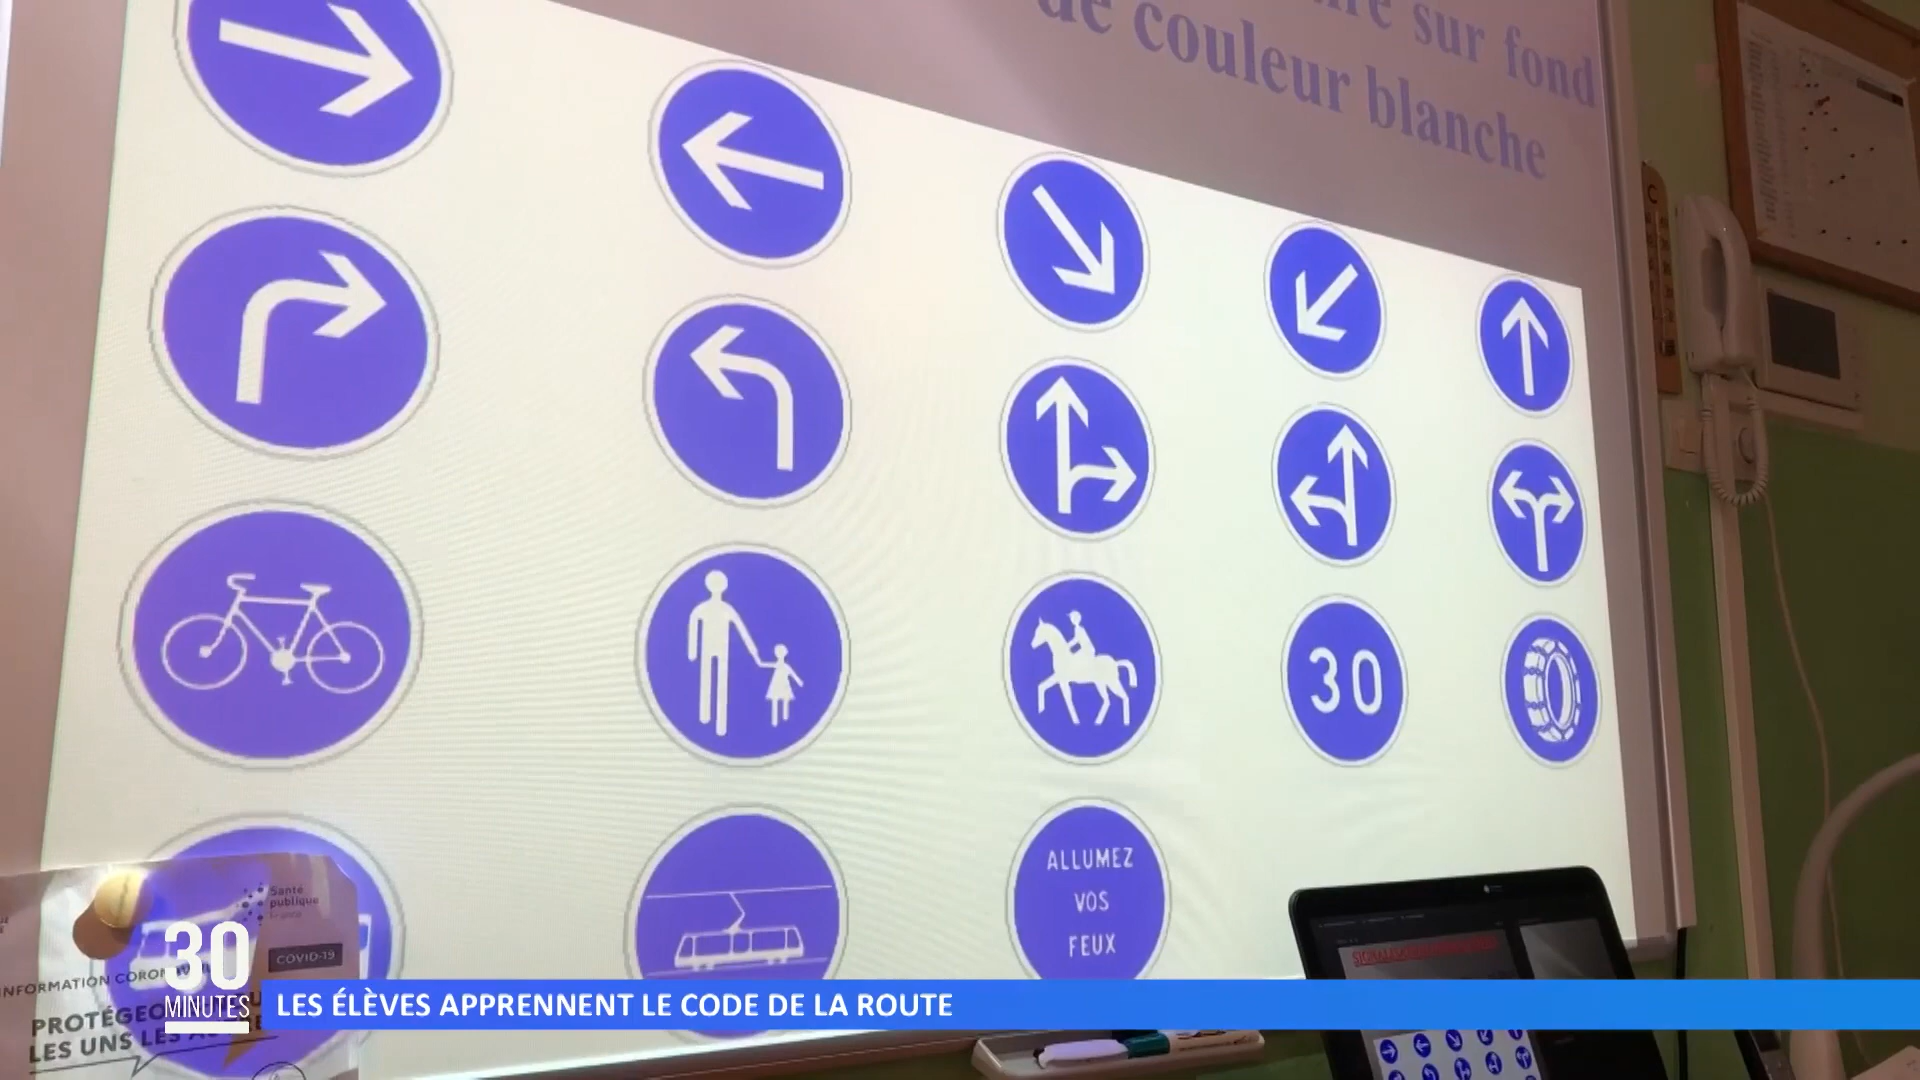 sur fond
de couleur blanche
30
ALLUMEZ
VOS
FEUX
Santé
publique
France
COVID-19
INFORMATION
PROTÉGEO
LES UNS LES
30
MINUTES
LES ÉLÈVES APPRENNENT LE CODE DE LA ROUTE